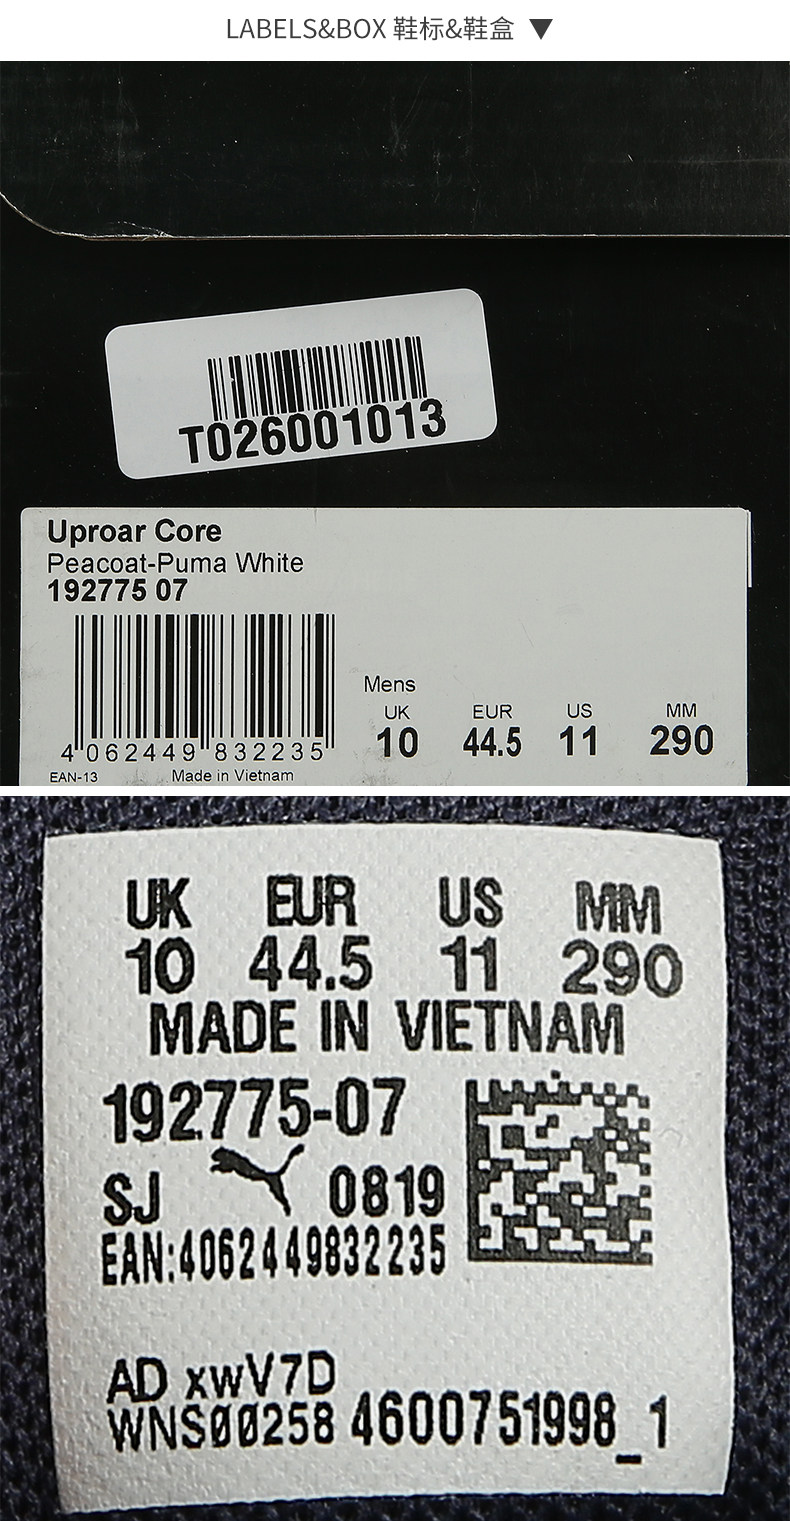 LABELS&BOX 鞋标&鞋盒 ▼
T026001013
Uproar Core
Peacoat-Puma White
192775 07
4 062449 832235
EAN-13 Made in Vietnam
Mens
UK EUR US MM
10 44.5 11 290
UK EUR US MM
10 44.5 11 290
MADE IN VIETNAM
192775-07
SJ 0819
EAN:4062449832235
AD xwV7D
WNS00258 4600751998_1